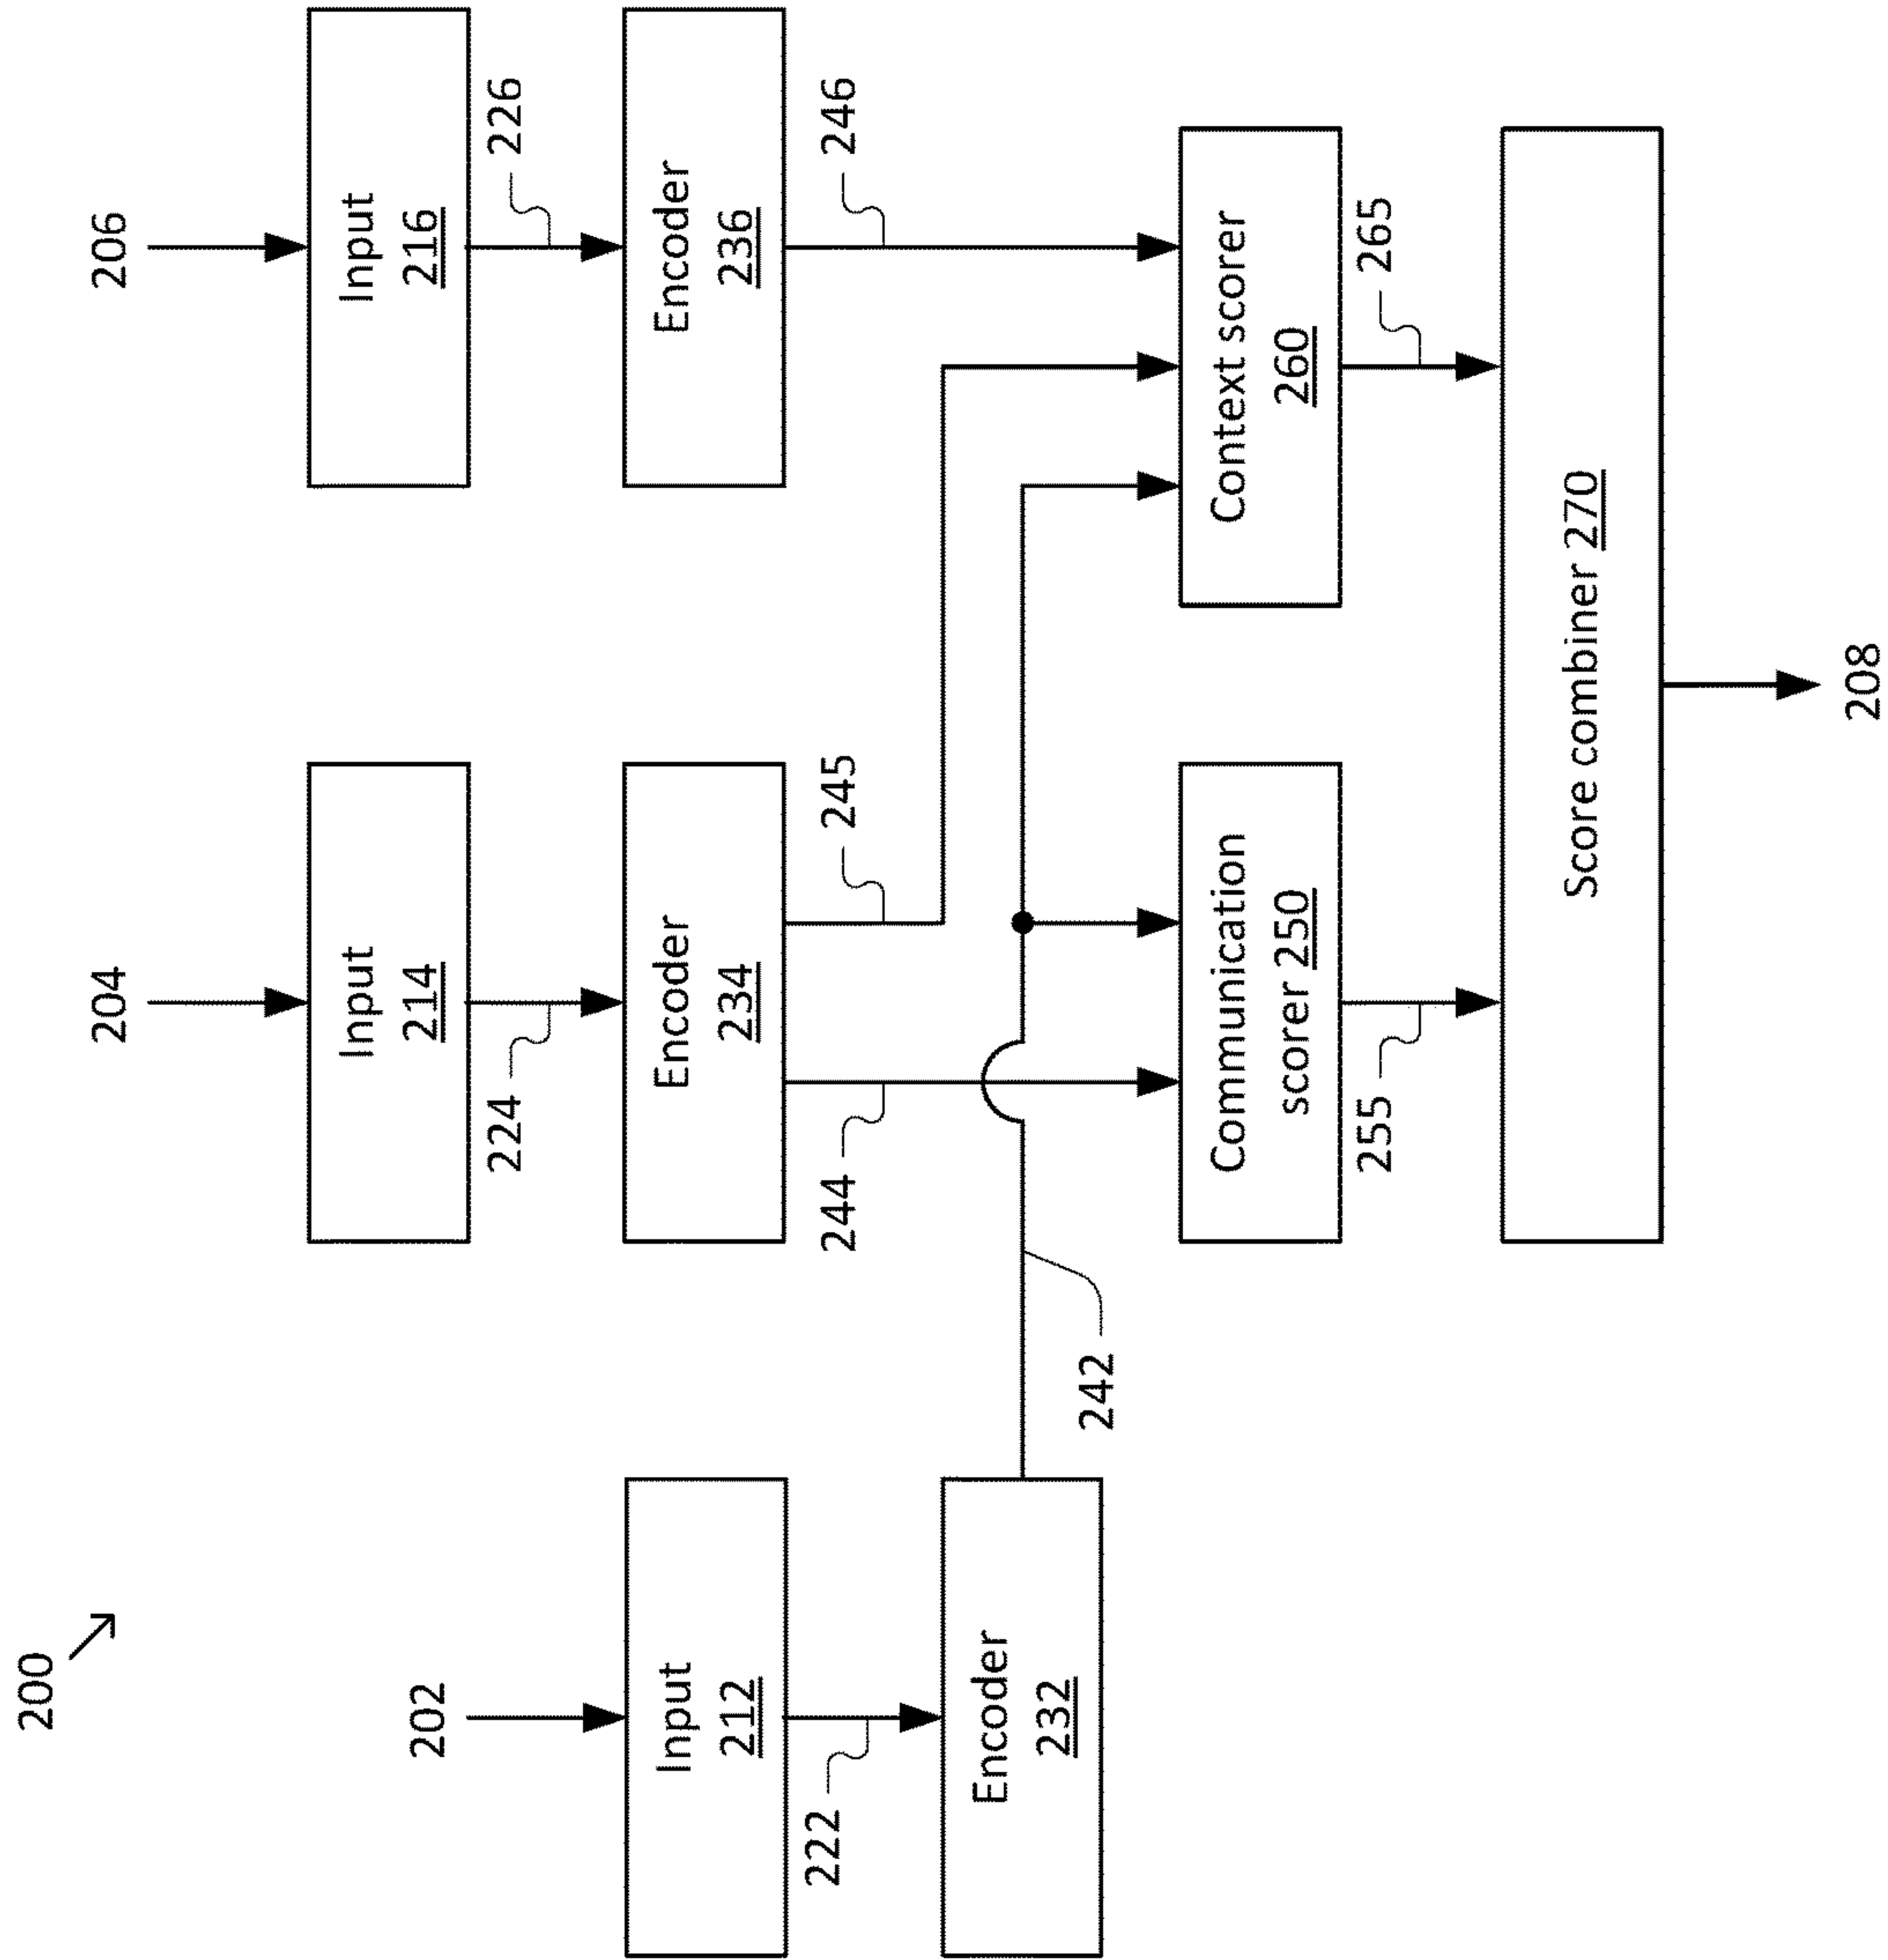 200
204
206
Input
214
Input
216
202
224
226
Input
212
Encoder
234
Encoder
236
222
244
245
246
Encoder
232
242
Communication
scorer 250
Context scorer
260
255
265
Score combiner 270
208